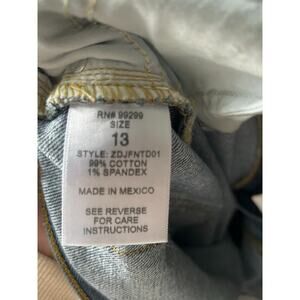 RN# 99299
SIZE
13
STYLE: ZDJFNTD01
99% COTTON
1% SPANDEX
MADE IN MEXICO
SEE REVERSE
FOR CARE
INSTRUCTIONS